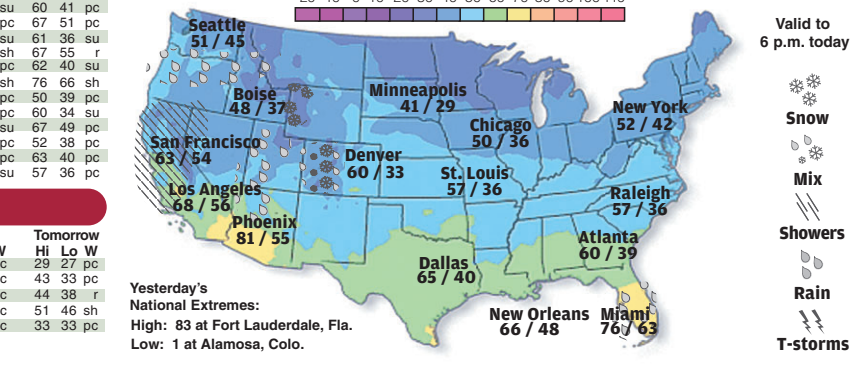 su 60 41 pc
pc 67 51 pc
su 61 36 su
sh 67 55 r
pc 62 40 su
sh 76 66 sh
pc 50 39 pc
pc 60 34 su
su 67 49 pc
pc 52 38 pc
pc 63 40 pc
su 57 36 pc
Tomorrow
Hi Lo W
c 29 27 pc
c 43 33 pc
c 44 38 r
c 51 46 sh
c 33 33 pc
Seattle
51 / 45
Boise
48 / 37
Minneapolis
41 / 29
New York
52 / 42
Chicago
50 / 36
San Francisco
63 / 54
Denver
60 / 33
St. Louis
57 / 36
Los Angeles
68 / 56
Raleigh
57 / 36
Phoenix
81 / 55
Atlanta
60 / 39
Dallas
65 / 40
New Orleans
66 / 48
Miami
76 / 63
Yesterday's
National Extremes:
High: 83 at Fort Lauderdale, Fla.
Low: 1 at Alamosa, Colo.
Valid to
6 p.m. today
Snow
Mix
Showers
Rain
T-storms